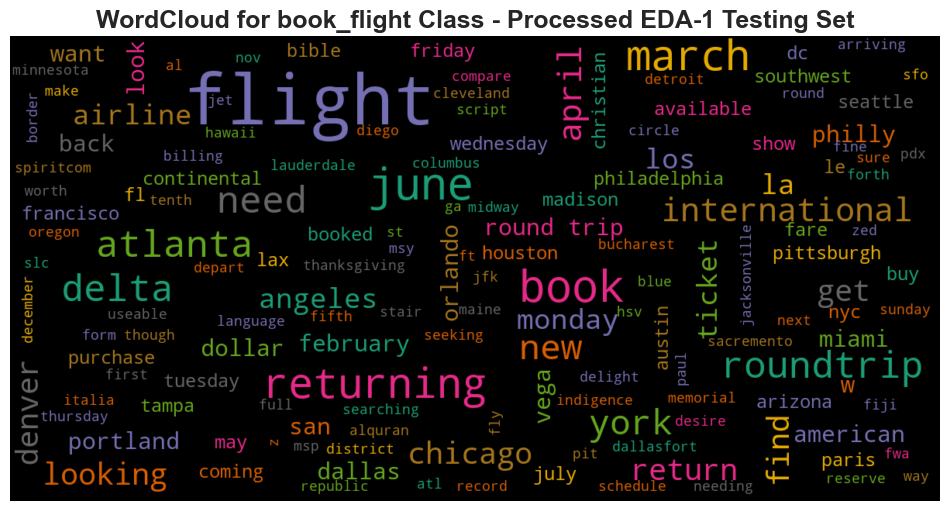 WordCloud for book_flight Class - Processed EDA-1 Testing Set
want look nov bible friday april christian march dc arriving
minnesota al compare detroit southwest sfo
make flight cleveland round seattle
border airline jet script available
hawaii diego circle philly
back wednesday los show fine
billing columbus sure pdx
spiritcom lauderdale le forth
worth continental june philadelphia la
tenth fl need madison international
francisco ga midway
oregon booked st round trip fare zed
atlanta msy orlando houston bucharest pittsburgh
slc depart lax thanksgiving ft ticket jacksonville
delta jfk book blue buy
december angeles get
useable fifth stair maine hsv nyc sunday
language monday next
form though dollar february seeking new austin sacramento miami
purchase paul
denver first tuesday returning vega delight roundtrip
full w
italia tampa searching indigence memorial arizona fiji
thursday fly york desire
san alquran
portland may z district pit find american
msp chicago dallasfort fwa
looking coming dallas july return paris
republic atl record schedule needing reserve way